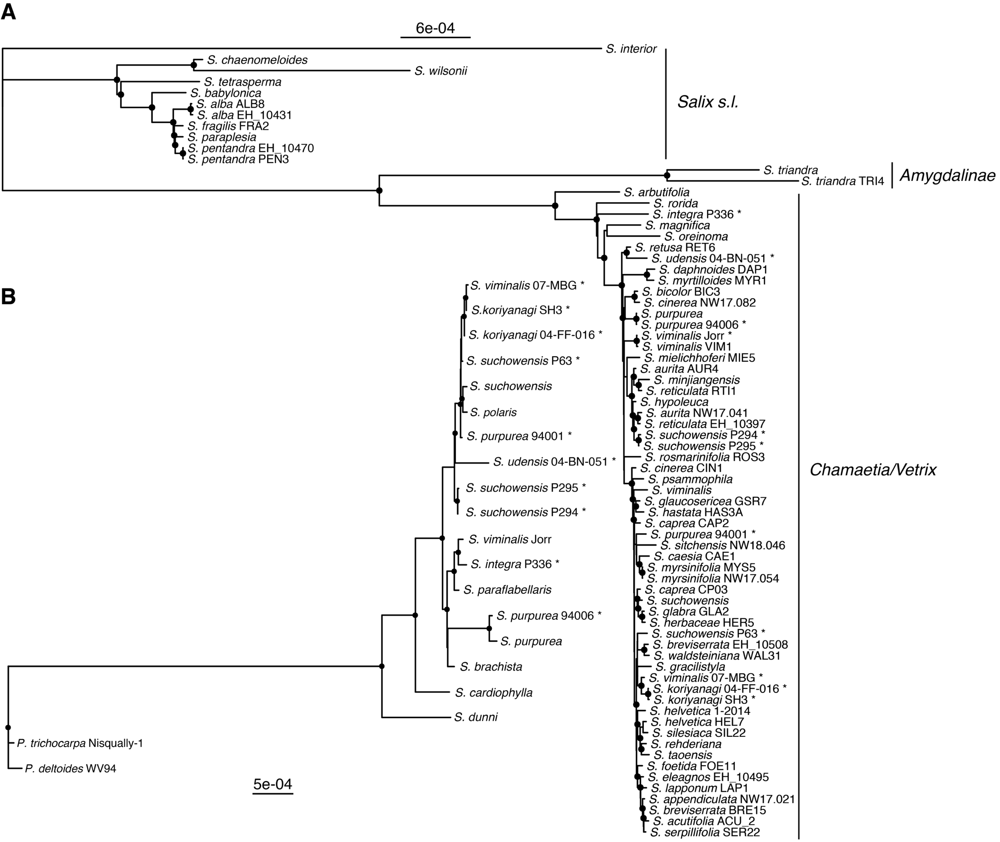 A
6e-04
S. interior
S. chaenomeloides
S. wilsonii
S. tetrasperma
S. babylonica
S. alba ALB8
S. alba EH_10431
S. fragilis FRA2
S. paraplesia
S. pentandra EH_10470
S. pentandra PEN3
Salix s.l.
S. triandra
S. triandra TRI4
Amygdalinae
S. arbutifolia
S. rorida
S. integra P336 *
S. magnifica
S. oreinoma
S. retusa RET6
S. udensis 04-BN-051 *
S. daphnoides DAP1
S. myrtilloides MYR1
S. bicolor BIC3
S. cinerea NW17.082
S. purpurea
S. purpurea 94006 *
S. viminalis Jorr *
S. viminalis VIM1
S. mielichhoferi MIE5
S. aurita AUR4
S. minjiangensis
S. reticulata RTI1
S. hypoleuca
S. aurita NW17.041
S. reticulata EH_10397
S. suchowensis P294 *
S. suchowensis P295 *
S. rosmarinifolia ROS3
S. cinerea CIN1
S. psammophila
S. viminalis
S. glaucosericea GSR7
S. hastata HAS3A
S. caprea CAP2
S. purpurea 94001 *
S. sitchensis NW18.046
S. caesia CAE1
S. myrsinifolia MYS5
S. myrsinifolia NW17.054
S. caprea CP03
S. suchowensis
S. glabra GLA2
S. herbaceae HER5
S. suchowensis P63 *
S. breviserrata EH_10508
S. waldsteiniana WAL31
S. gracilistyla
S. viminalis 07-MBG *
S. koriyanagi 04-FF-016 *
S. koriyanagi SH3 *
S. helvetica 1-2014
S. helvetica HEL7
S. silesiaca SIL22
S. rehderiana
S. taoensis
S. foetida FOE11
S. eleagnos EH_10495
S. lapponum LAP1
S. appendiculata NW17.021
S. breviserrata BRE15
S. acutifolia ACU_2
S. serpillifolia SER22
Chamaetia/Vetrix
B
S. viminalis 07-MBG *
S.koriyanagi SH3 *
S. koriyanagi 04-FF-016 *
S. suchowensis P63 *
S. suchowensis
S. polaris
S. purpurea 94001 *
S. udensis 04-BN-051 *
S. suchowensis P295 *
S. suchowensis P294 *
S. viminalis Jorr
S. integra P336 *
S. paraflabellaris
S. purpurea 94006 *
S. purpurea
S. brachista
S. cardiophylla
S. dunni
P. trichocarpa Nisqually-1
P. deltoides WV94
5e-04